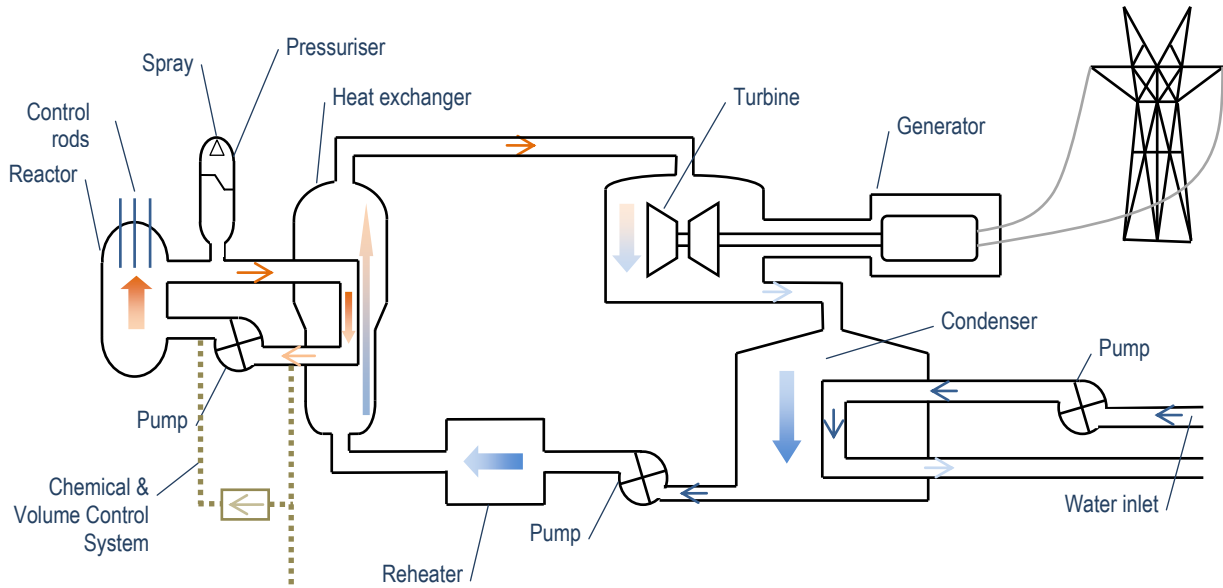 Pressuriser
Spray
Heat exchanger
Turbine
Control
rods
Generator
Reactor
Condenser
Pump
Pump
Chemical &
Volume Control
System
Water inlet
Pump
Reheater